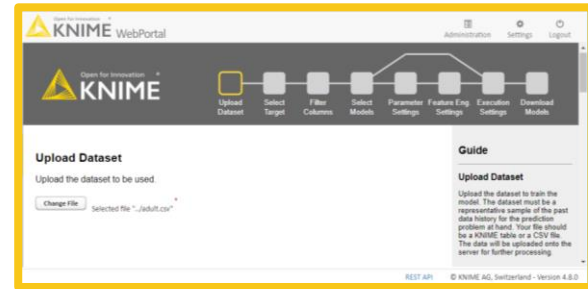 Open for Innovation
KNIME WebPortal
Administration
Settings
Logout
Open for Innovation
KNIME
Upload Dataset
Select Target
Filter Columns
Select Models
Parameter Settings
Feature Eng. Settings
Execution Settings
Download Models
Upload Dataset
Upload the dataset to be used.
Change File
Selected file "../adult.csv"
*
Guide
Upload Dataset
Upload the dataset to train the
model. The dataset must be a
representative sample of the past
data history for the prediction
problem at hand. Your file should
be a KNIME table or a CSV file.
The data will be uploaded onto the
server for further processing.
REST API
© KNIME AG, Switzerland - Version 4.8.0